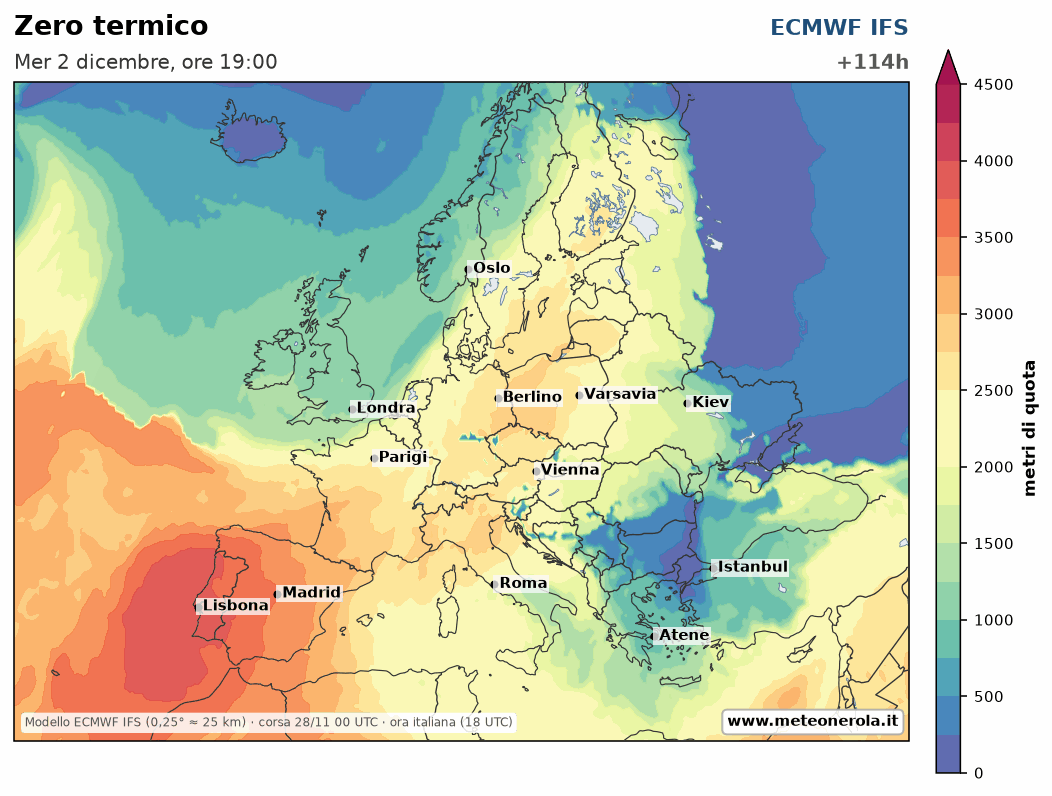 Zero termico
ECMWF IFS
Mer 2 dicembre, ore 19:00
+114h
4500
4000
3500
3000
2500
2000
1500
1000
500
0
metri di quota
Oslo
Londra
Berlino
Varsavia
Kiev
Parigi
Vienna
Roma
Istanbul
Madrid
Lisbona
Atene
Modello ECMWF IFS (0,25° ≈ 25 km) · corsa 28/11 00 UTC · ora italiana (18 UTC)
www.meteonerola.it